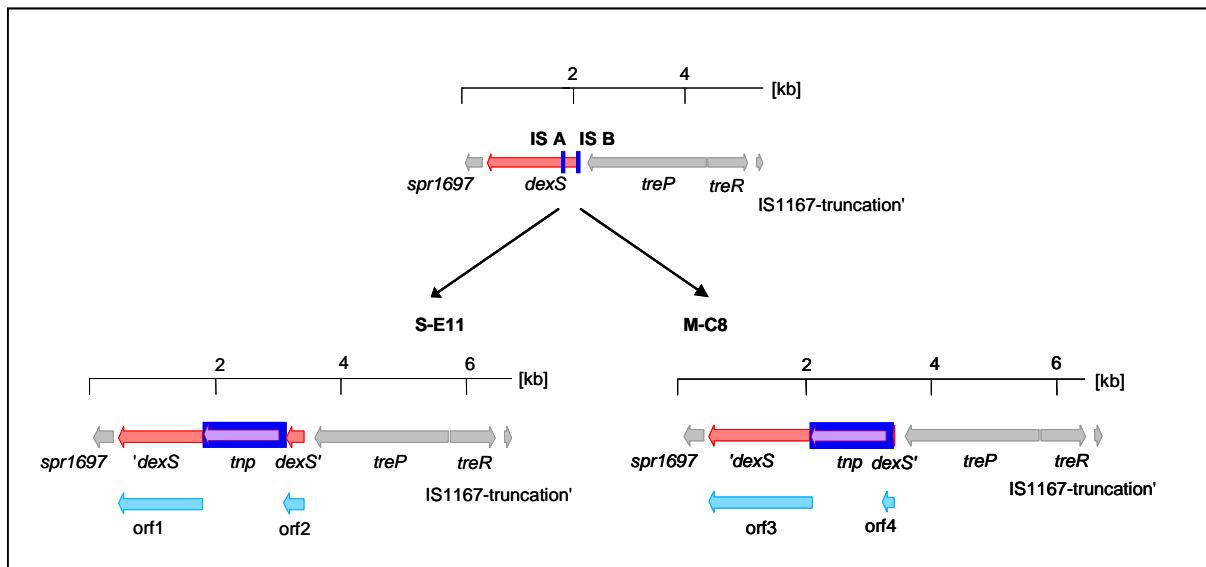 2 4 [kb]
IS A IS B
spr1697 dexS treP treR
IS1167-truncation'
S-E11 M-C8
2 4 6 [kb]
spr1697 'dexS tnp dexS' treP treR
IS1167-truncation'
orf1 orf2
2 4 6 [kb]
spr1697 'dexS tnp dexS' treP treR
IS1167-truncation'
orf3 orf4